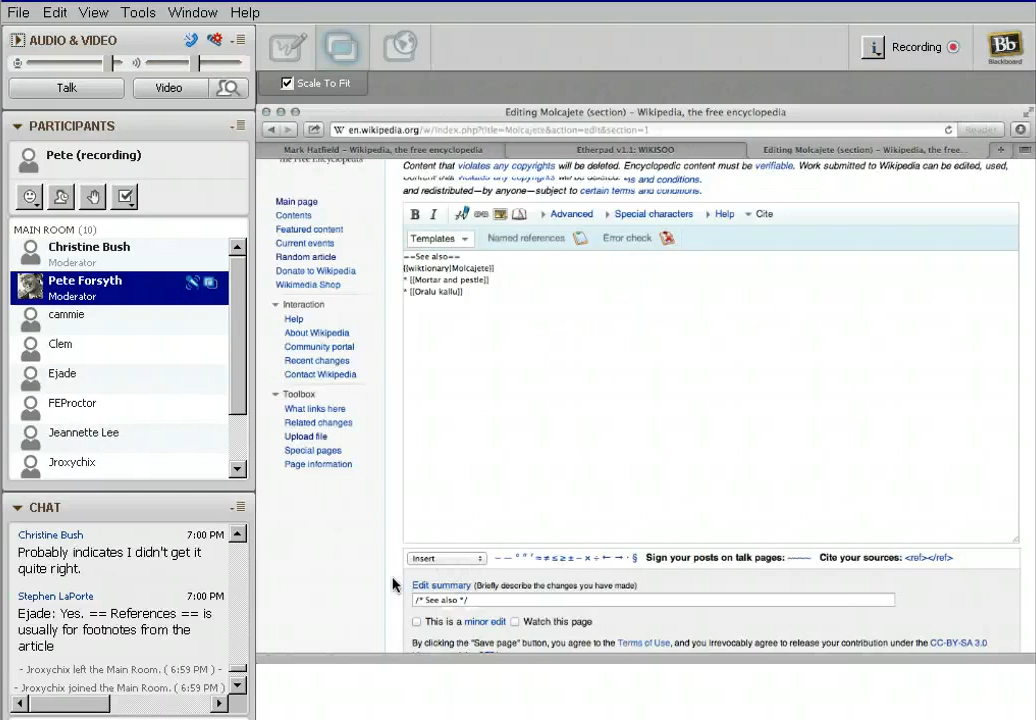 File Edit View Tools Window Help
AUDIO & VIDEO
Talk Video
PARTICIPANTS
Pete (recording)
MAIN ROOM (10)
Christine Bush
Moderator
Pete Forsyth
Moderator
cammie
Clem
Ejade
FEProctor
Jeannette Lee
Jroxychix
CHAT
Christine Bush 7:00 PM
Probably indicates I didn't get it
quite right.
Stephen LaPorte 7:00 PM
Ejade: Yes. == References == is
usually for footnotes from the
article
- Jroxychix left the Main Room. ( 6:59 PM ) -
- Jroxychix joined the Main Room. ( 6:59 PM ) -
Recording
Bb
Blackboard
Scale To Fit
Editing Molcajete (section) – Wikipedia, the free encyclopedia
en.wikipedia.org/w/index.php?title=Molcajete&action=edit&section=1
Reader
Mark Hatfield – Wikipedia, the free encyclopedia Etherpad v1.1: WIKISOO Editing Molcajete (section) – Wikipedia, the free...
Content that violates any copyrights will be deleted. Encyclopedic content must be verifiable. Work submitted to Wikipedia can be edited, used,
and redistributed—by anyone—subject to certain terms and conditions.
Main page
Contents
Featured content
Current events
Random article
Donate to Wikipedia
Wikimedia Shop
Interaction
Help
About Wikipedia
Community portal
Recent changes
Contact Wikipedia
Toolbox
What links here
Related changes
Upload file
Special pages
Page information
B I Advanced Special characters Help Cite
Templates Named references Error check
==See also==
{{wiktionary|Molcajete}}
* [[Mortar and pestle]]
* [[Oralu kallu]]
Insert – — ° ″ ′ ≈ ≠ ≤ ≥ ± − × ÷ ← → · § Sign your posts on talk pages: ~~~~ Cite your sources: <ref></ref>
Edit summary (Briefly describe the changes you have made)
/* See also */
This is a minor edit Watch this page
By clicking the "Save page" button, you agree to the Terms of Use, and you irrevocably agree to release your contribution under the CC-BY-SA 3.0